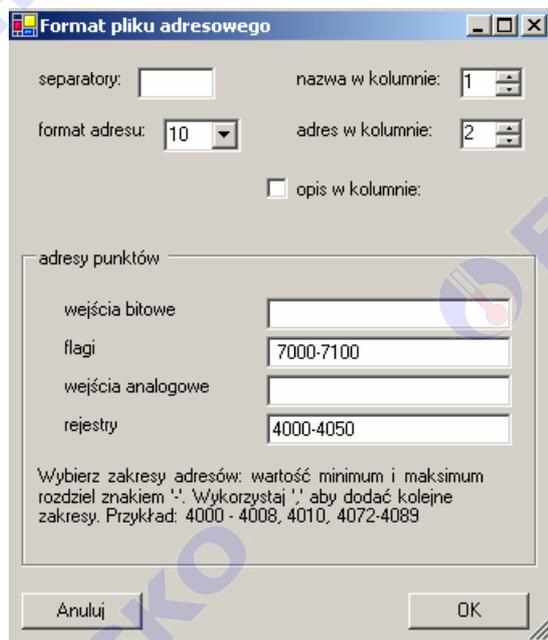 Format pliku adresowego
separatory:
nazwa w kolumnie: 1
format adresu: 10
adres w kolumnie: 2
opis w kolumnie:
adresy punktów
wejścia bitowe
flagi 7000-7100
wejścia analogowe
rejestry 4000-4050
Wybierz zakresy adresów: wartość minimum i maksimum
rozdziel znakiem '-'. Wykorzystaj ',' aby dodać kolejne
zakresy. Przykład: 4000 - 4008, 4010, 4072-4089
Anuluj OK